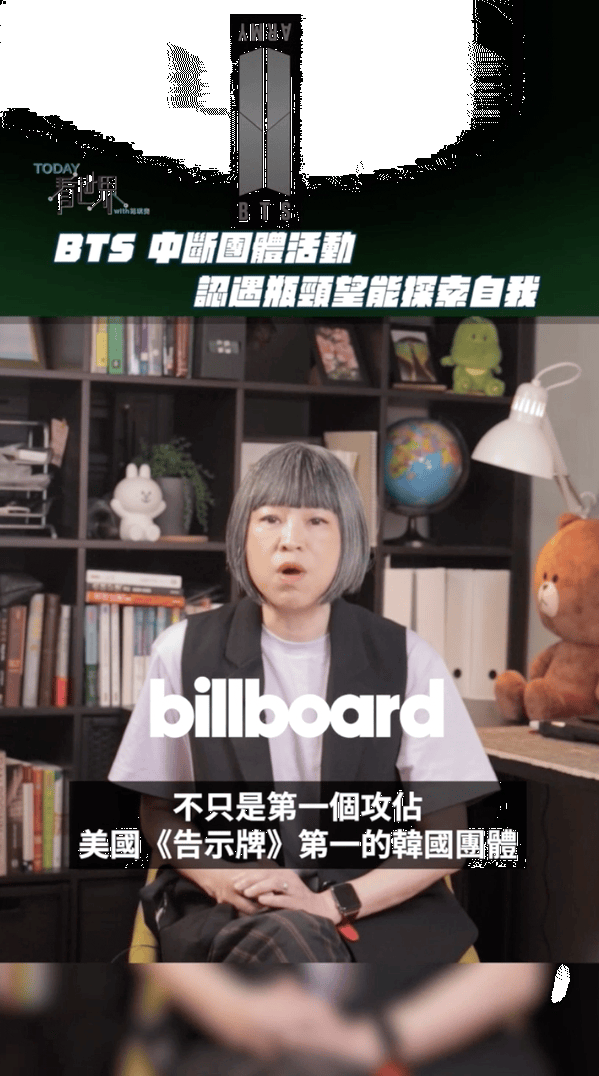 ARMY
BTS
TODAY
看世界
BTS 中斷團體活動
認遇瓶頸望能探索自我
billboard
不只是第一個攻佔
美國《告示牌》第一的韓國團體